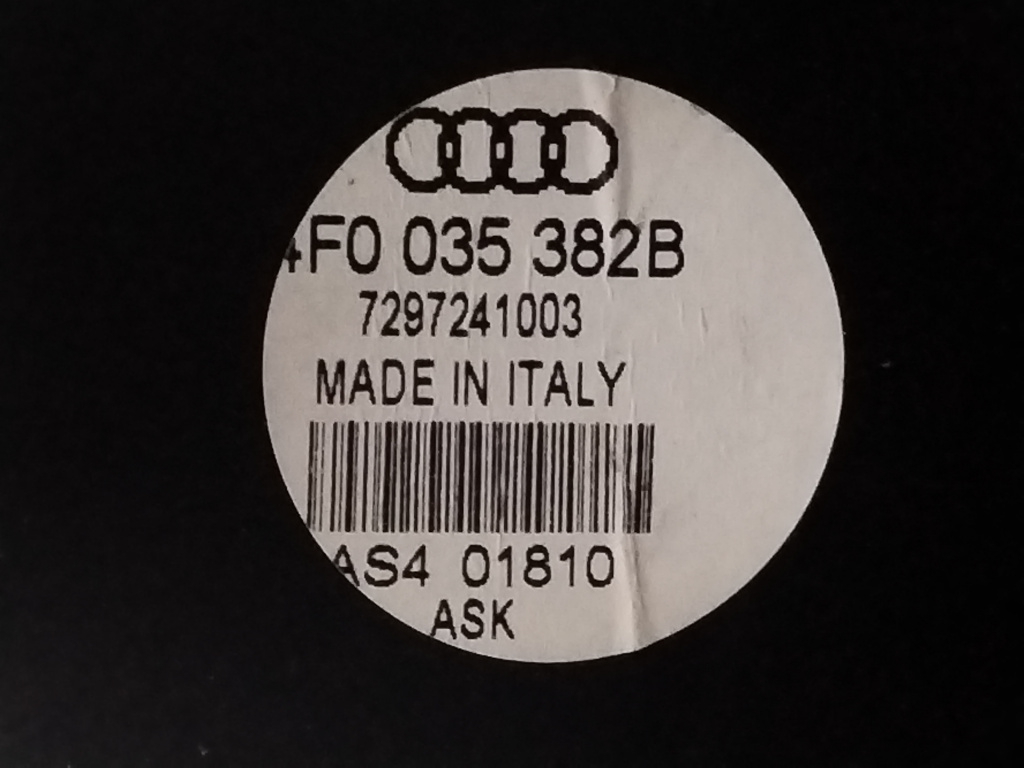 4F0 035 382B
7297241003
MADE IN ITALY
AS4 01810
ASK